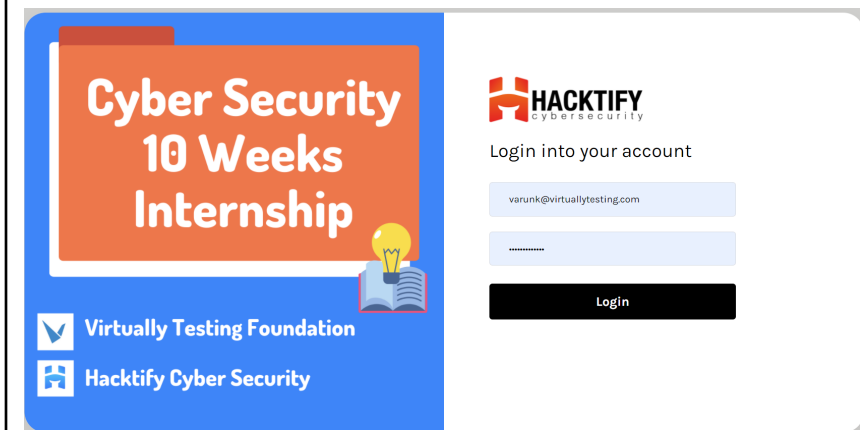 Cyber Security
10 Weeks
Internship
Virtually Testing Foundation
Hacktify Cyber Security
HACKTIFY
cybersecurity
Login into your account
varunk@virtuallytesting.com
•••••••••••••
Login